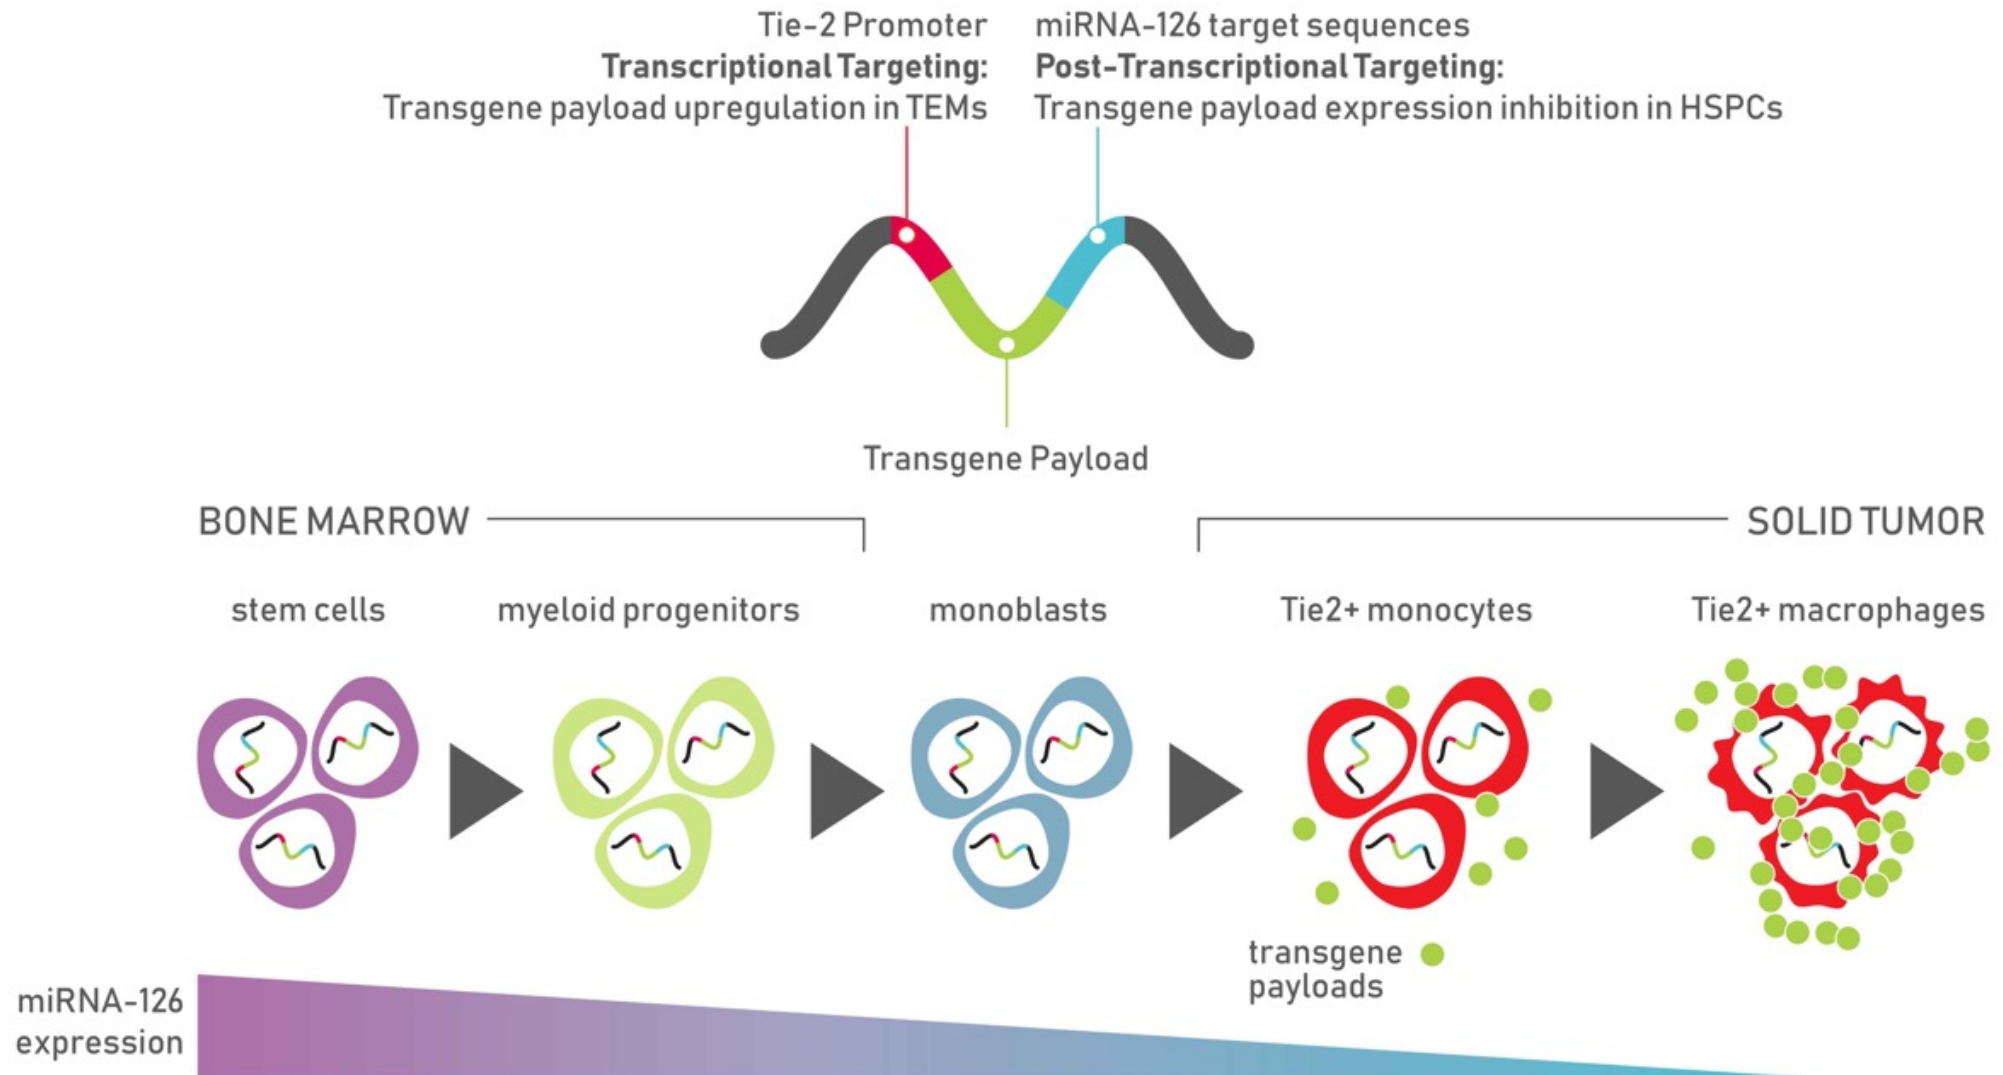 Tie-2 Promoter
Transcriptional Targeting:
Transgene payload upregulation in TEMs
miRNA-126 target sequences
Post-Transcriptional Targeting:
Transgene payload expression inhibition in HSPCs
Transgene Payload
BONE MARROW
SOLID TUMOR
stem cells
myeloid progenitors
monoblasts
Tie2+ monocytes
Tie2+ macrophages
transgene
payloads
miRNA-126
expression